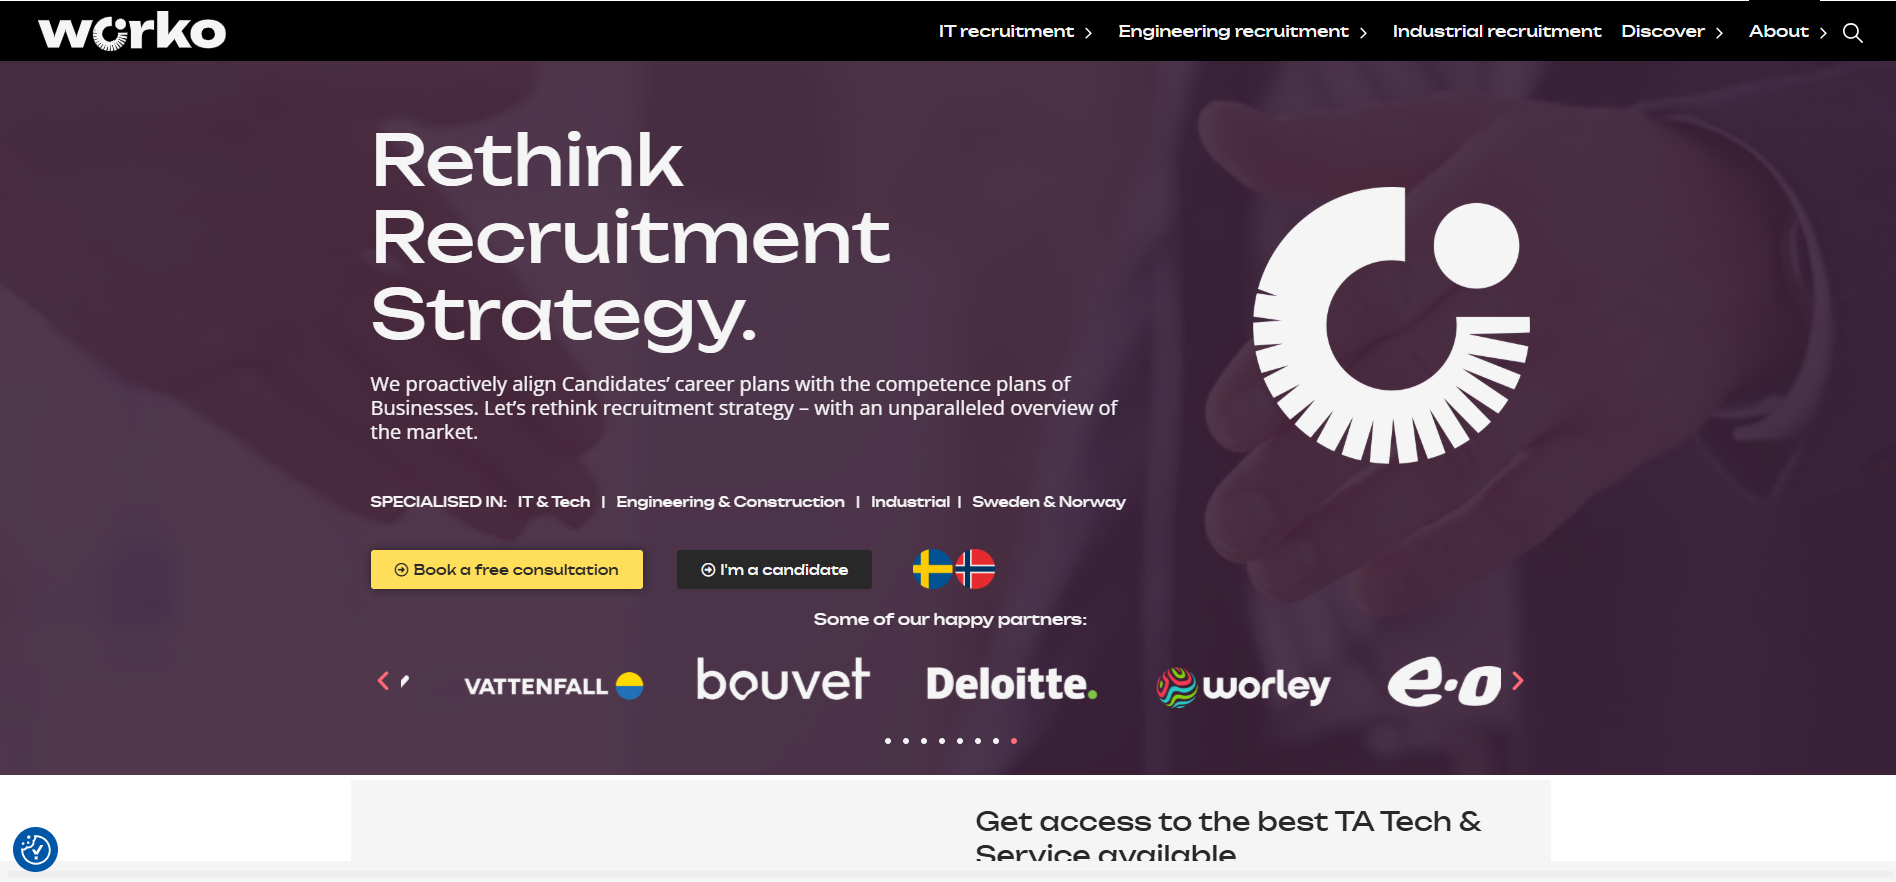 worko
IT recruitment
Engineering recruitment
Industrial recruitment
Discover
About
Rethink
Recruitment
Strategy.
We proactively align Candidates’ career plans with the competence plans of
Businesses. Let’s rethink recruitment strategy – with an unparalleled overview of
the market.
SPECIALISED IN: IT & Tech | Engineering & Construction | Industrial | Sweden & Norway
Book a free consultation
I'm a candidate
Some of our happy partners:
VATTENFALL
bouvet
Deloitte.
worley
e·o
Get access to the best TA Tech &
Service available